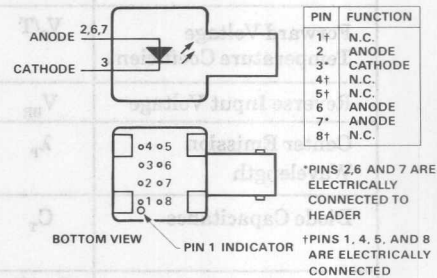 ANODE 2,6,7
CATHODE 3
PIN FUNCTION
1† N.C.
2 ANODE
3* CATHODE
4† N.C.
5† N.C.
6 ANODE
7* ANODE
8† N.C.
4 5
3 6
2 7
1 8
BOTTOM VIEW
PIN 1 INDICATOR
*PINS 2,6 AND 7 ARE
ELECTRICALLY
CONNECTED TO
HEADER
†PINS 1, 4, 5, AND 8
ARE ELECTRICALLY
CONNECTED